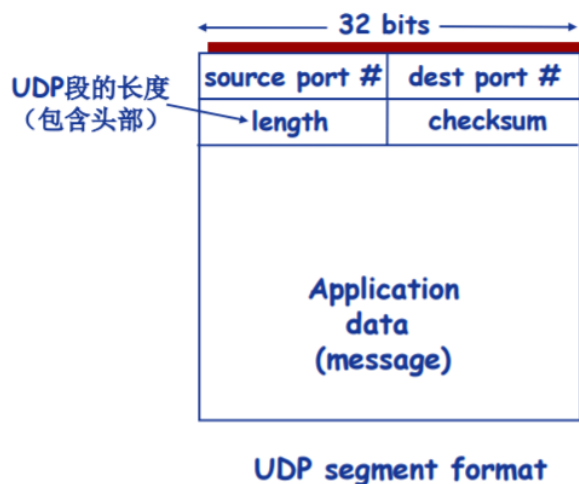 32 bits
source port # dest port #
UDP段的长度
（包含头部）
length checksum
Application
data
(message)
UDP segment format